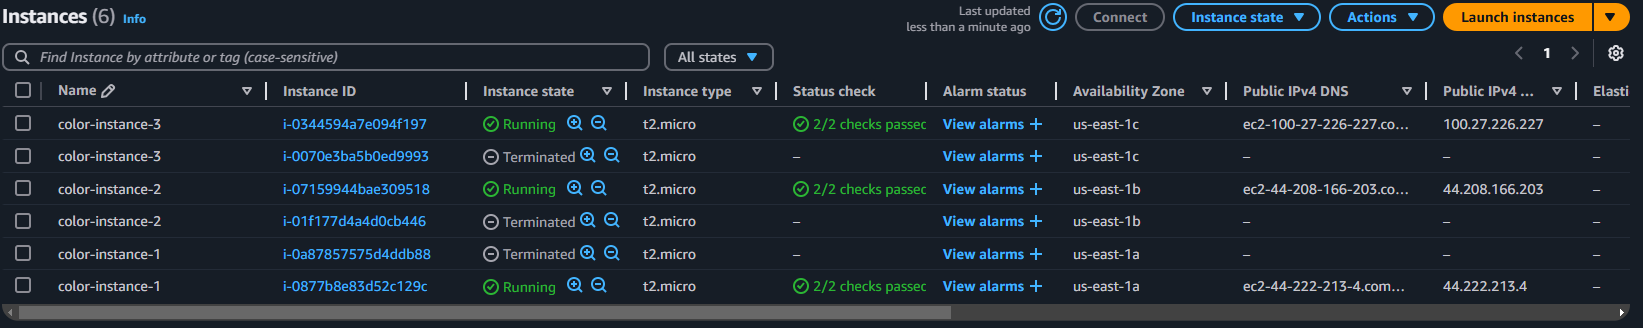 Instances (6) Info
Last updated
less than a minute ago
Connect
Instance state
Actions
Launch instances
Find Instance by attribute or tag (case-sensitive)
All states
1
Name Instance ID Instance state Instance type Status check Alarm status Availability Zone Public IPv4 DNS Public IPv4 ... Elasti
color-instance-3 i-0344594a7e094f197 Running t2.micro 2/2 checks passec View alarms + us-east-1c ec2-100-27-226-227.co... 100.27.226.227 –
color-instance-3 i-0070e3ba5b0ed9993 Terminated t2.micro – View alarms + us-east-1c – – –
color-instance-2 i-07159944bae309518 Running t2.micro 2/2 checks passec View alarms + us-east-1b ec2-44-208-166-203.co... 44.208.166.203 –
color-instance-2 i-01f177d4a4d0cb446 Terminated t2.micro – View alarms + us-east-1b – – –
color-instance-1 i-0a87857575d4ddb88 Terminated t2.micro – View alarms + us-east-1a – – –
color-instance-1 i-0877b8e83d52c129c Running t2.micro 2/2 checks passec View alarms + us-east-1a ec2-44-222-213-4.com... 44.222.213.4 –